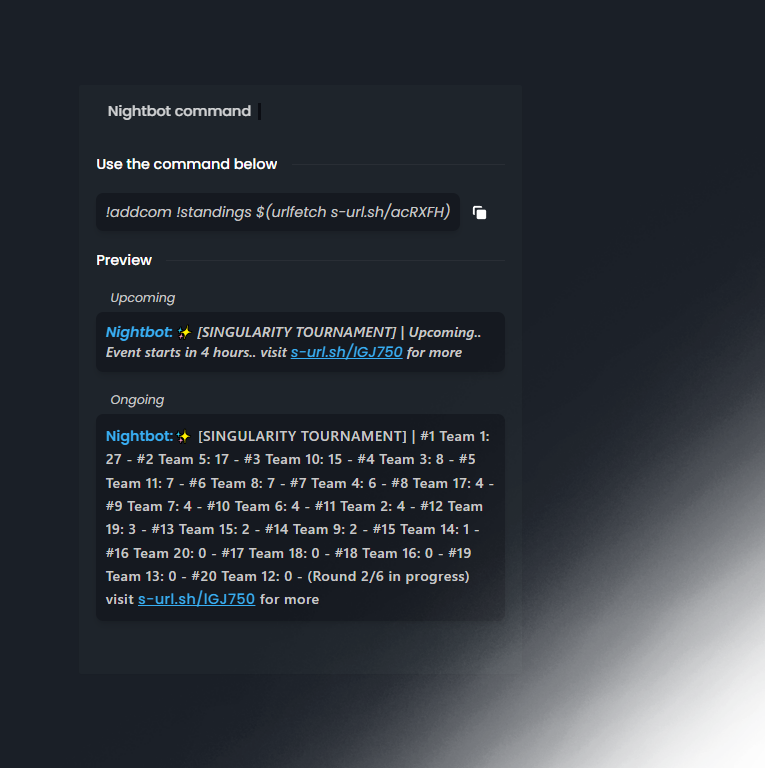 Nightbot command
Use the command below
!addcom !standings $(urlfetch s-url.sh/acRXFH)
Preview
Upcoming
Nightbot: ✨ [SINGULARITY TOURNAMENT] | Upcoming..
Event starts in 4 hours.. visit s-url.sh/lGJ750 for more
Ongoing
Nightbot: ✨ [SINGULARITY TOURNAMENT] | #1 Team 1:
27 - #2 Team 5: 17 - #3 Team 10: 15 - #4 Team 3: 8 - #5
Team 11: 7 - #6 Team 8: 7 - #7 Team 4: 6 - #8 Team 17: 4 -
#9 Team 7: 4 - #10 Team 6: 4 - #11 Team 2: 4 - #12 Team
19: 3 - #13 Team 15: 2 - #14 Team 9: 2 - #15 Team 14: 1 -
#16 Team 20: 0 - #17 Team 18: 0 - #18 Team 16: 0 - #19
Team 13: 0 - #20 Team 12: 0 - (Round 2/6 in progress)
visit s-url.sh/lGJ750 for more